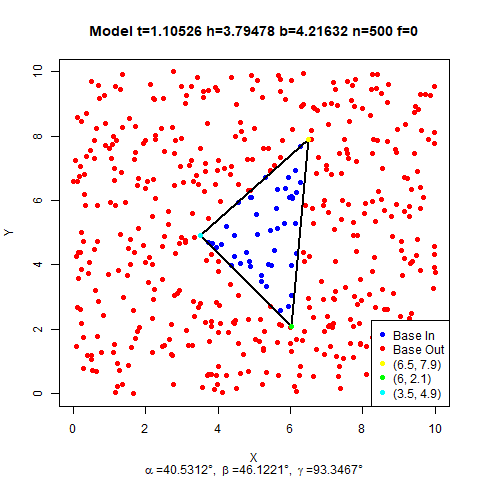 Model t=1.10526 h=3.79478 b=4.21632 n=500 f=0
10
8
6
4
2
0
Y
0 2 4 6 8 10
Base In
Base Out
(6.5, 7.9)
(6, 2.1)
(3.5, 4.9)
X
α=40.5312°, β=46.1221°, γ=93.3467°